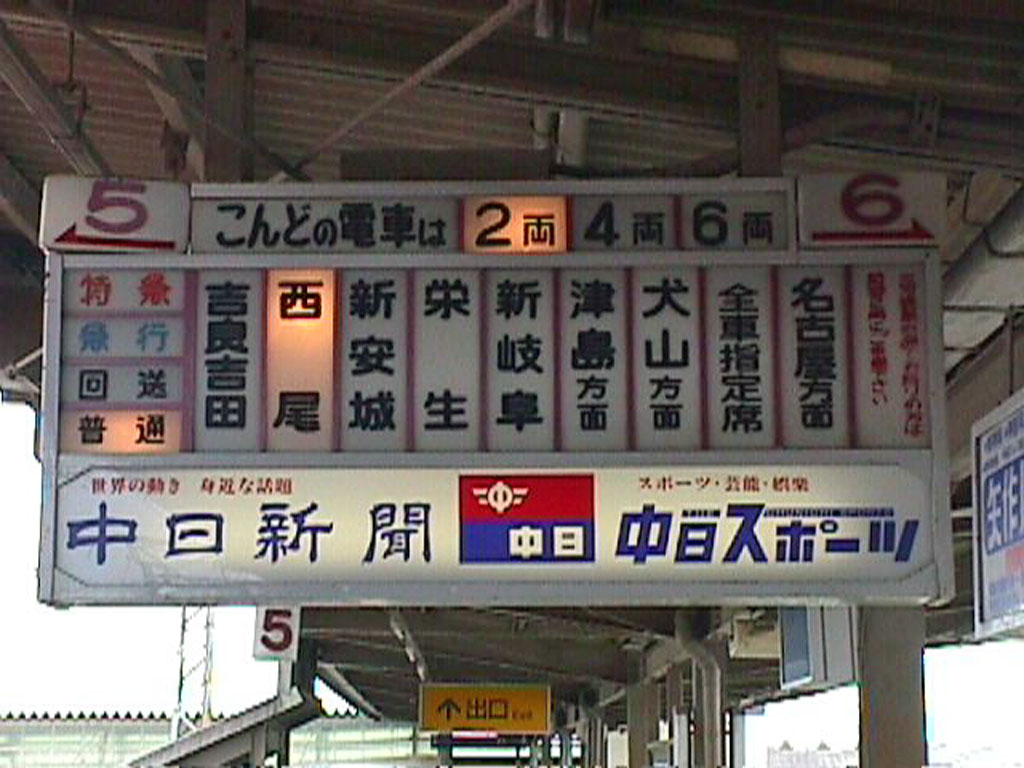 5
こんどの電車は 2両 4両 6両
6
特急
急行
回送
普通
吉良吉田
西尾
新安城
栄生
新岐阜
津島方面
犬山方面
全車指定席
名古屋方面
世界の動き 身近な話題
中日新聞
中
中日
スポーツ・芸能・娯楽
中日スポーツ
5
出口 Exit